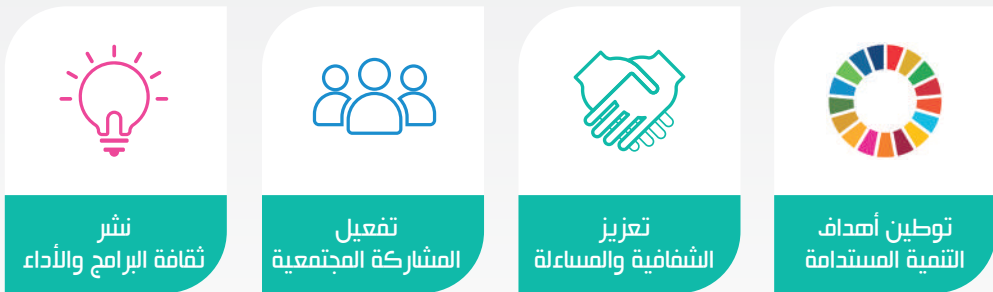 توطين أهداف
التنمية المستدامة
تعزيز
الشفافية والمساءلة
تفعيل
المشاركة المجتمعية
نشر
ثقافة البرامج والأداء